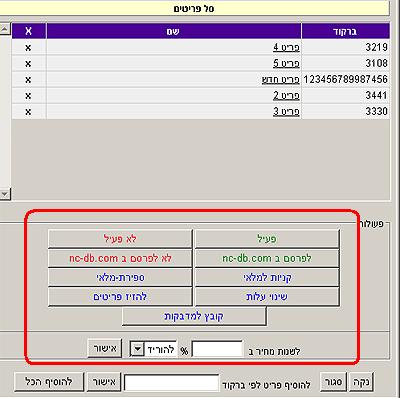 סל פריטים
ברקוד שם X
3219 פריט 4 x
3108 פריט 5 x
123456789987456 פריט חדש x
3441 פריט 2 x
3330 פריט 3 x
פעולות
פעיל לא פעיל
לפרסם ב nc-db.com לא לפרסם ב nc-db.com
קניות למלאי ספירת-מלאי
שינוי עלות להזיז פריטים
קובץ למדבקות
לשנות מחיר ב % להוריד אישור
נקה סגור להוסיף פריט לפי ברקוד אישור להוסיף הכל